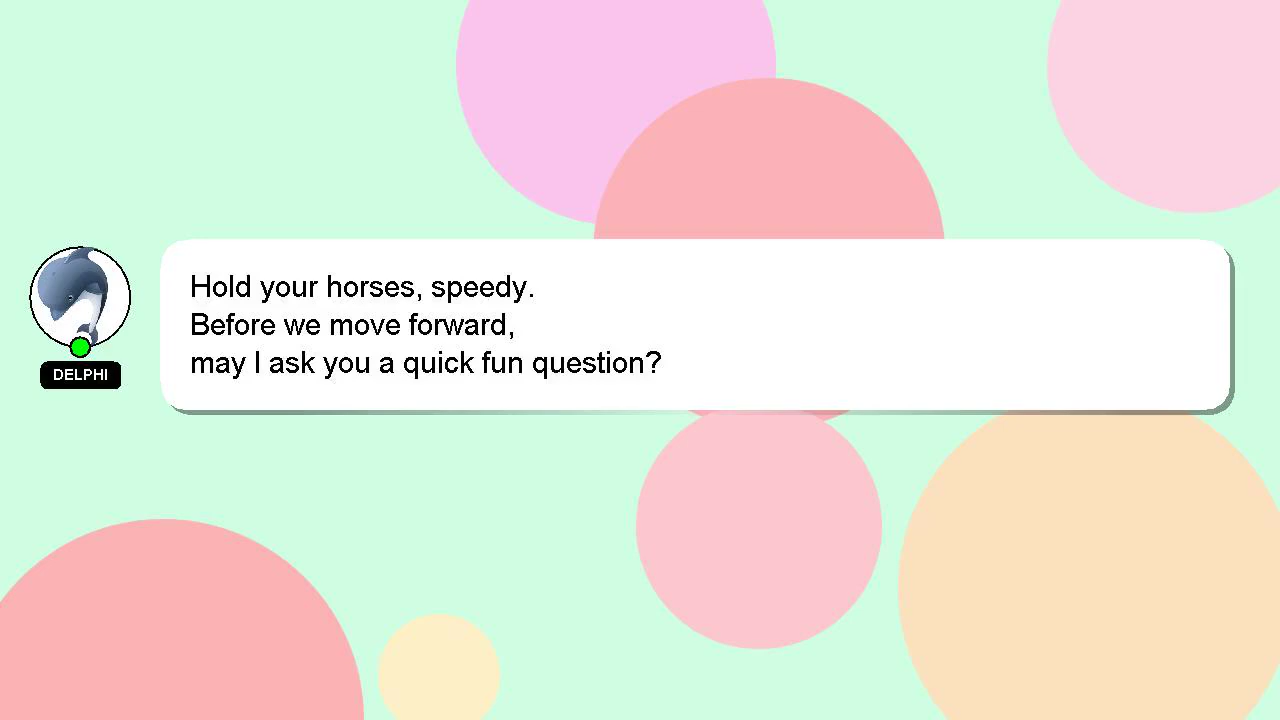 Hold your horses, speedy.
Before we move forward,
may I ask you a quick fun question?
DELPHI